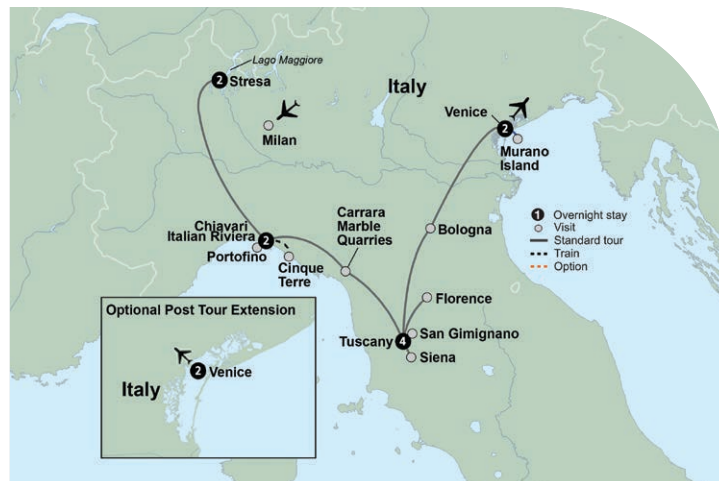 Lago Maggiore
2 Stresa
Italy
Milan
Venice
2
Murano
Island
Chiavari
Italian Riviera 2
Portofino
Cinque
Terre
Carrara
Marble
Quarries
Bologna
1 Overnight stay
Visit
Standard tour
Train
Option
Florence
San Gimignano
Tuscany 4
Siena
Optional Post Tour Extension
2 Venice
Italy